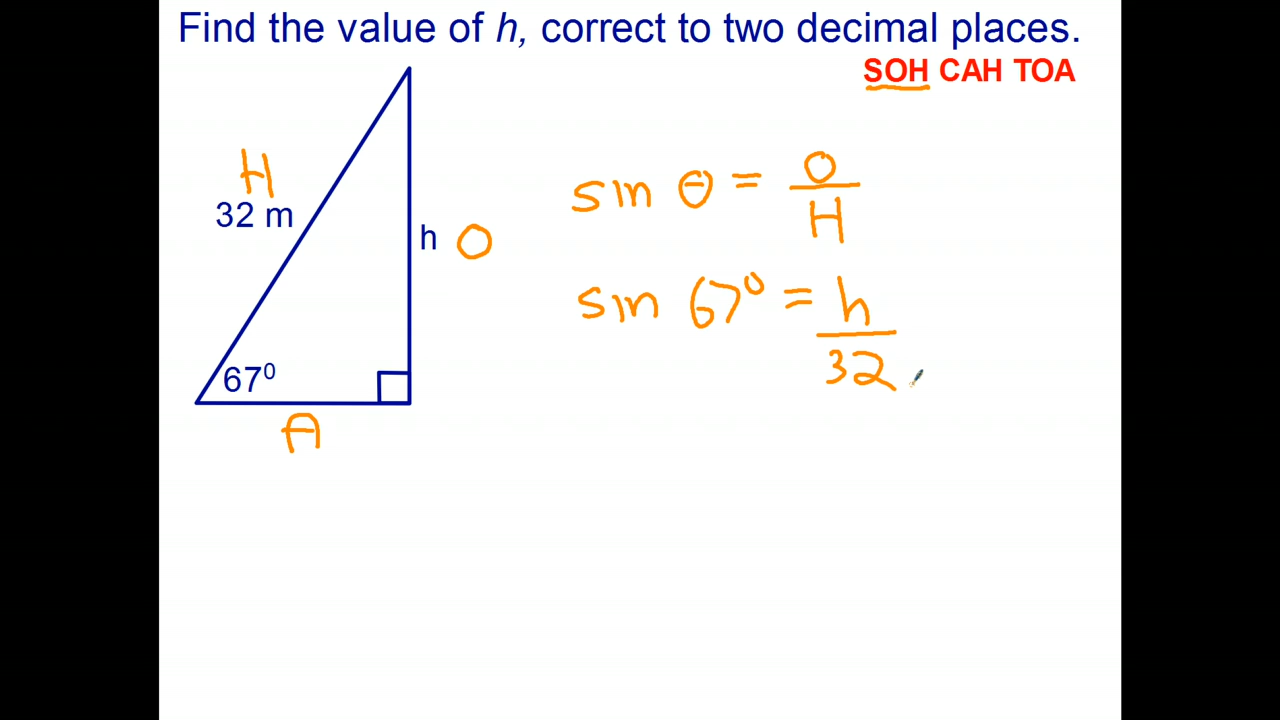 Find the value of h, correct to two decimal places.
SOH CAH TOA
H
32 m
h O
67⁰
A
sin θ = O/H
sin 67⁰ = h/32